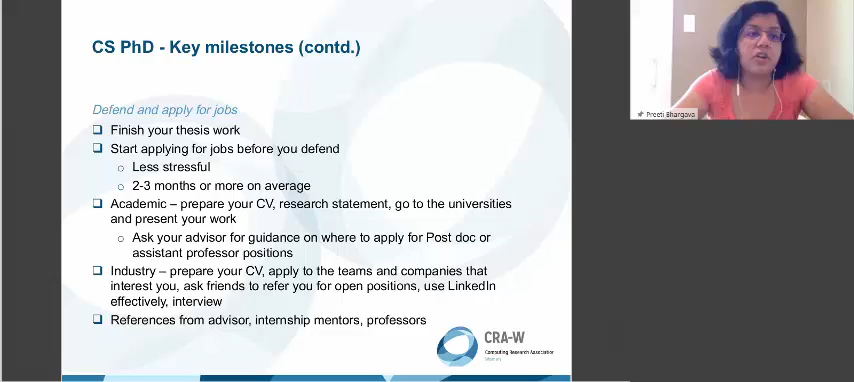 CS PhD - Key milestones (contd.)
Defend and apply for jobs
Finish your thesis work
Start applying for jobs before you defend
Less stressful
2-3 months or more on average
Academic – prepare your CV, research statement, go to the universities
and present your work
Ask your advisor for guidance on where to apply for Post doc or
assistant professor positions
Industry – prepare your CV, apply to the teams and companies that
interest you, ask friends to refer you for open positions, use LinkedIn
effectively, interview
References from advisor, internship mentors, professors
CRA-W
Computing Research Association
Women
Preeti Bhargava